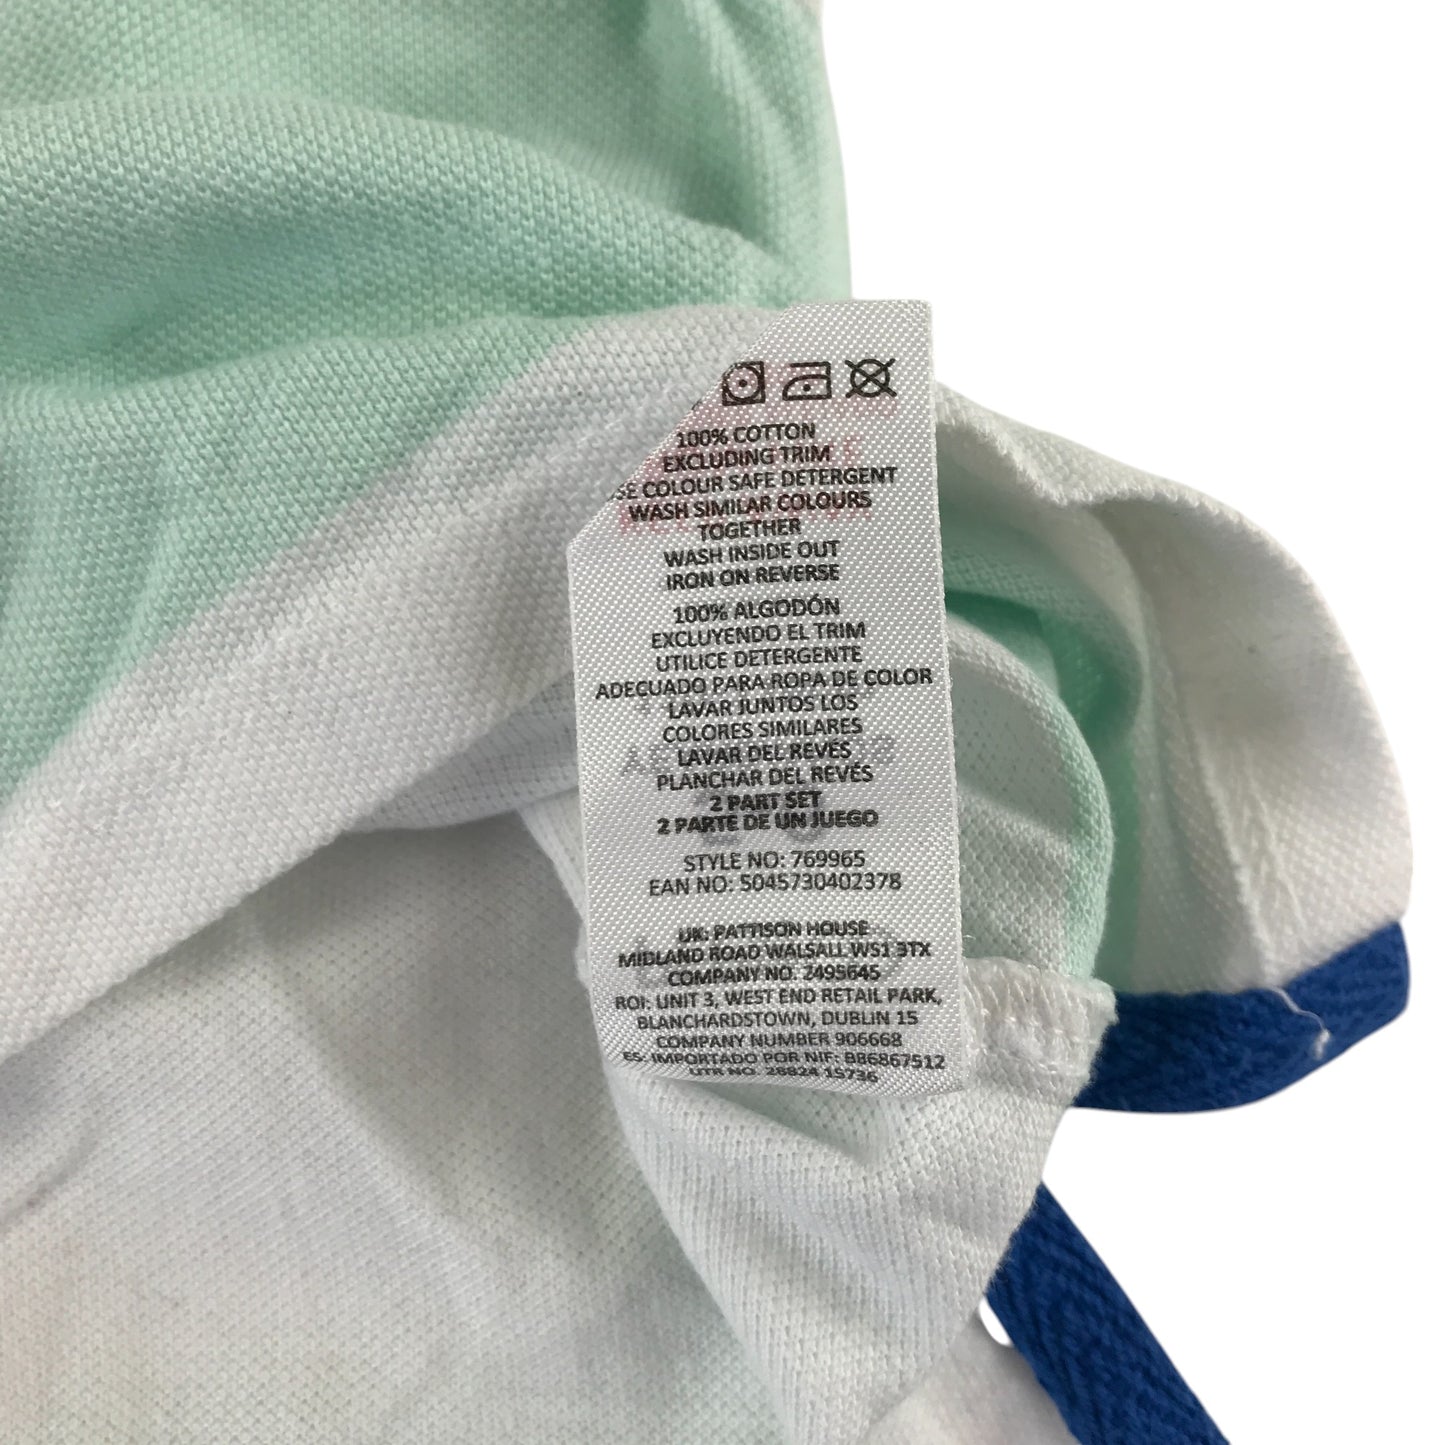 100% COTTON
EXCLUDING TRIM
SE COLOUR SAFE DETERGENT
WASH SIMILAR COLOURS
TOGETHER
WASH INSIDE OUT
IRON ON REVERSE
100% ALGODÓN
EXCLUYENDO EL TRIM
UTILICE DETERGENTE
ADECUADO PARA ROPA DE COLOR
LAVAR JUNTOS LOS
COLORES SIMILARES
LAVAR DEL REVÉS
PLANCHAR DEL REVÉS
2 PART SET
2 PARTE DE UN JUEGO
STYLE NO: 769965
EAN NO: 5045730402378
UK: PATTISON HOUSE
MIDLAND ROAD WALSALL WS1 3TX
COMPANY NO. 2495645
ROI: UNIT 3, WEST END RETAIL PARK,
BLANCHARDSTOWN, DUBLIN 15
COMPANY NUMBER 906668
ES: IMPORTADO POR NIF: B86867512
UTR NO. 28824 15736